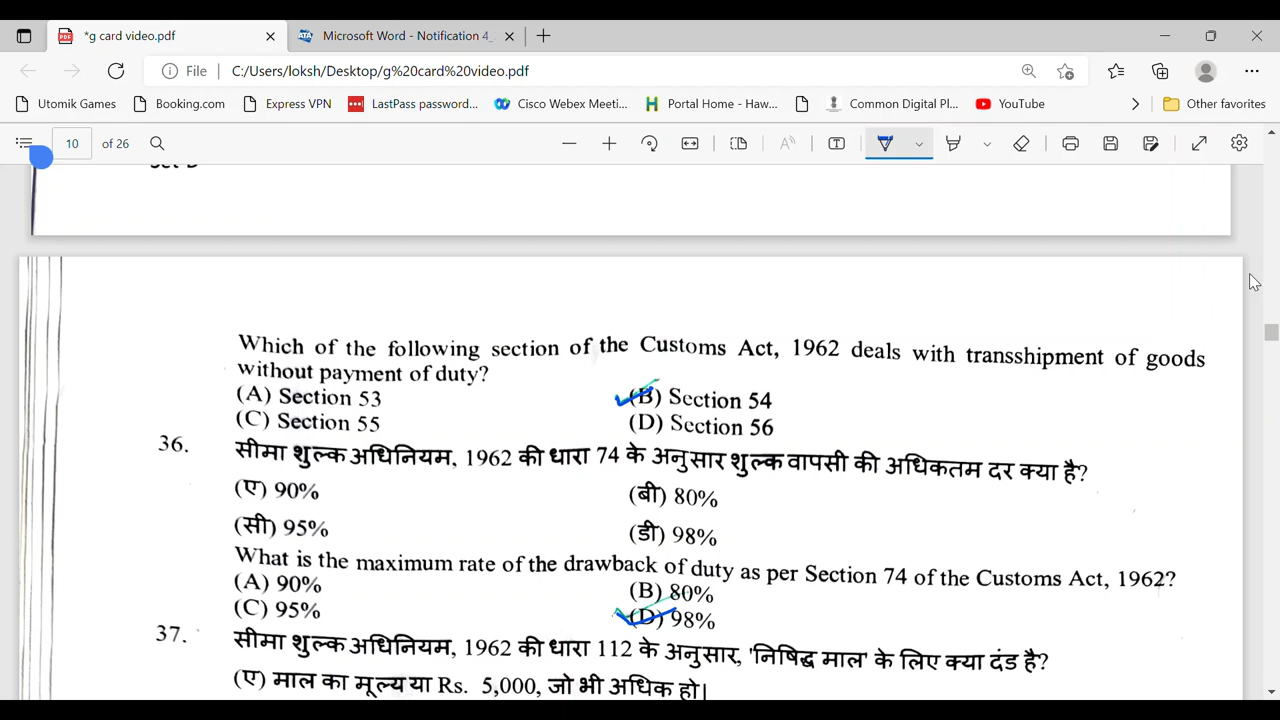 *g card video.pdf
Microsoft Word - Notification 4_
File
C:/Users/loksh/Desktop/g%20card%20video.pdf
Utomik Games
Booking.com
Express VPN
LastPass password...
Cisco Webex Meeti...
Portal Home - Haw...
Common Digital Pl...
YouTube
Other favorites
10 of 26
Which of the following section of the Customs Act, 1962 deals with transshipment of goods
without payment of duty?
(A) Section 53 (B) Section 54
(C) Section 55 (D) Section 56
36. सीमा शुल्क अधिनियम, 1962 की धारा 74 के अनुसार शुल्क वापसी की अधिकतम दर क्या है?
(ए) 90% (बी) 80%
(सी) 95% (डी) 98%
What is the maximum rate of the drawback of duty as per Section 74 of the Customs Act, 1962?
(A) 90% (B) 80%
(C) 95% (D) 98%
37. सीमा शुल्क अधिनियम, 1962 की धारा 112 के अनुसार, 'निषिद्ध माल' के लिए क्या दंड है?
(ए) माल का मूल्य या Rs. 5,000, जो भी अधिक हो।